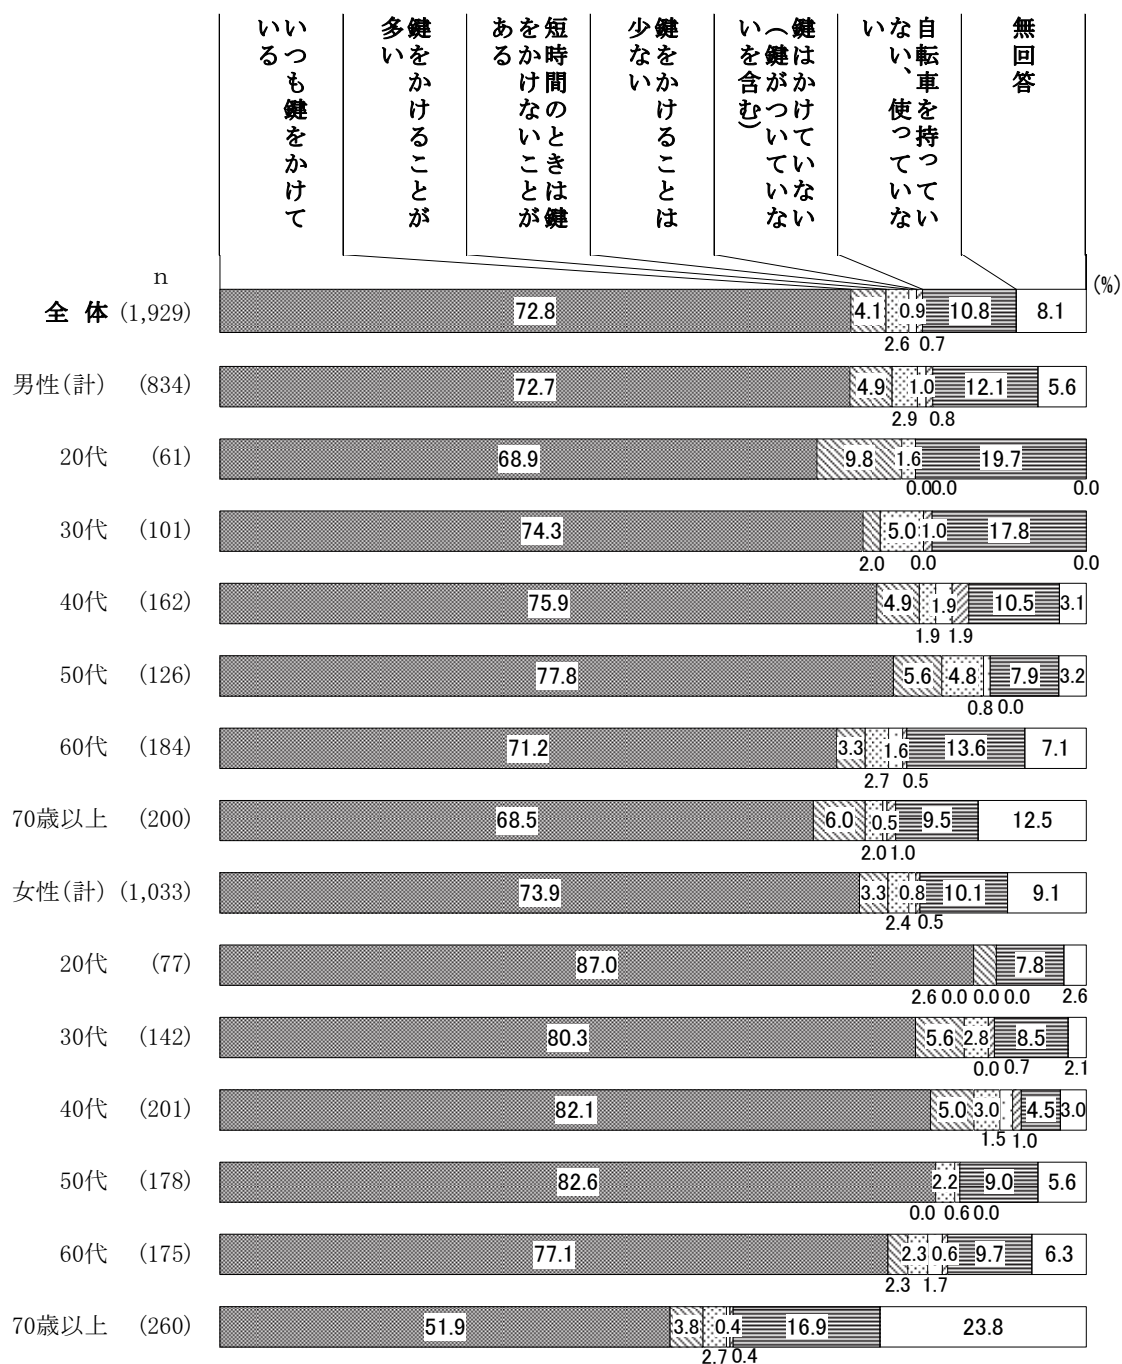 いつも鍵をかけて
いる
鍵をかけることが
多い
短時間のときは鍵
をかけないことが
ある
鍵をかけることは
少ない
鍵はかけていない
（鍵がついていな
いを含む）
自転車を持ってい
ない、使っていな
い
無回答
n
(%)
全 体 (1,929) 72.8 4.1 0.9 10.8 8.1
2.6 0.7
男性(計) (834) 72.7 4.9 1.0 12.1 5.6
2.9 0.8
20代 (61) 68.9 9.8 1.6 19.7
0.0 0.0 0.0
30代 (101) 74.3 5.0 1.0 17.8
2.0 0.0 0.0
40代 (162) 75.9 4.9 1.9 10.5 3.1
1.9 1.9
50代 (126) 77.8 5.6 4.8 7.9 3.2
0.8 0.0
60代 (184) 71.2 3.3 1.6 13.6 7.1
2.7 0.5
70歳以上 (200) 68.5 6.0 0.5 9.5 12.5
2.0 1.0
女性(計) (1,033) 73.9 3.3 0.8 10.1 9.1
2.4 0.5
20代 (77) 87.0 7.8
2.6 0.0 0.0 0.0 2.6
30代 (142) 80.3 5.6 2.8 8.5
0.0 0.7 2.1
40代 (201) 82.1 5.0 3.0 4.5 3.0
1.5 1.0
50代 (178) 82.6 2.2 9.0 5.6
0.0 0.6 0.0
60代 (175) 77.1 2.3 0.6 9.7 6.3
2.3 1.7
70歳以上 (260) 51.9 3.8 0.4 16.9 23.8
2.7 0.4